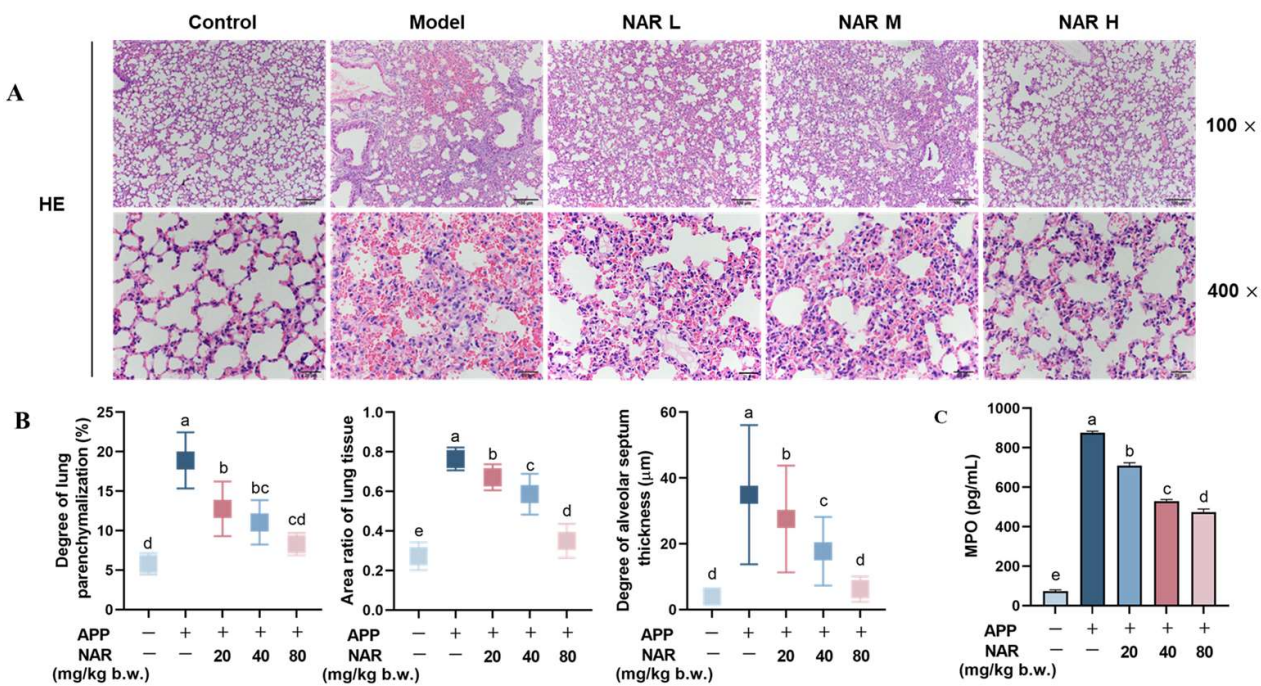 Control Model NAR L NAR M NAR H
A
HE
100 ×
400 ×
B
Degree of lung
parenchymalization (%)
25
20
15
10
5
0
d a b bc cd
APP − + + + +
NAR − − 20 40 80
(mg/kg b.w.)
Area ratio of lung tissue
1.0
0.8
0.6
0.4
0.2
0.0
e a b c d
APP − + + + +
NAR − − 20 40 80
(mg/kg b.w.)
Degree of alveolar septum
thickness (μm)
60
40
20
0
d a b c d
APP − + + + +
NAR − − 20 40 80
(mg/kg b.w.)
C
MPO (pg/mL)
1000
800
600
400
200
0
e a b c d
APP − + + + +
NAR − − 20 40 80
(mg/kg b.w.)